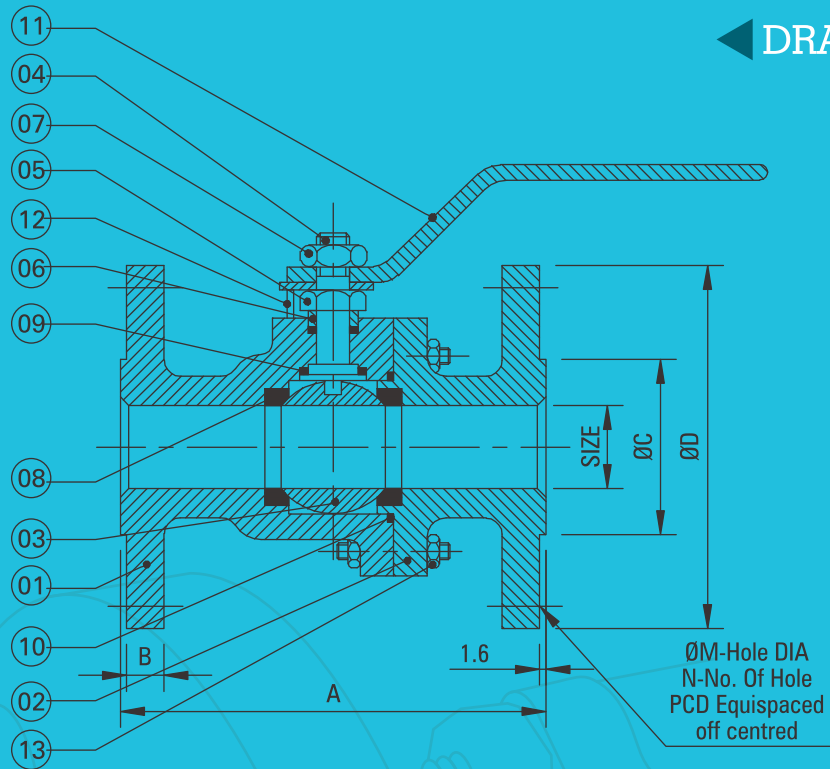 11
04
07
05
12
06
09
08
03
01
10
02
13
DRA
SIZE
ØC
ØD
B
A
1.6
ØM-Hole DIA
N-No. Of Hole
PCD Equispaced
off centred